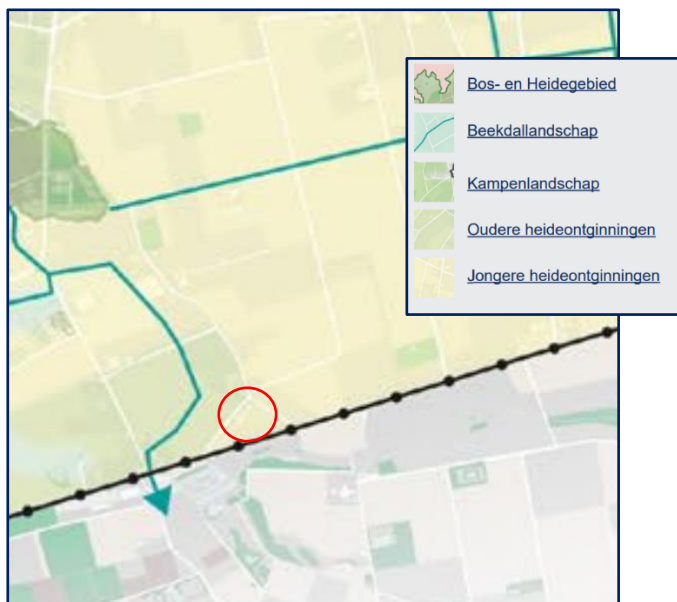 Bos- en Heidegebied
Beekdallandschap
Kampenlandschap
Oudere heideontginningen
Jongere heideontginningen